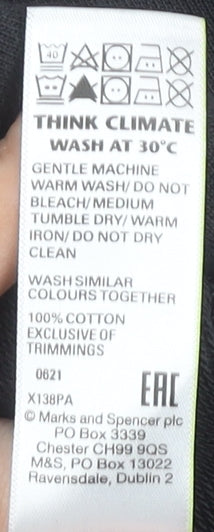 40
THINK CLIMATE
WASH AT 30°C
GENTLE MACHINE
WARM WASH/ DO NOT
BLEACH/ MEDIUM
TUMBLE DRY/ WARM
IRON/ DO NOT DRY
CLEAN
WASH SIMILAR
COLOURS TOGETHER
100% COTTON
EXCLUSIVE OF
TRIMMINGS
0621
X138PA
EAC
© Marks and Spencer plc
PO Box 3339
Chester CH99 9QS
M&S, PO Box 13022
Ravensdale, Dublin 2